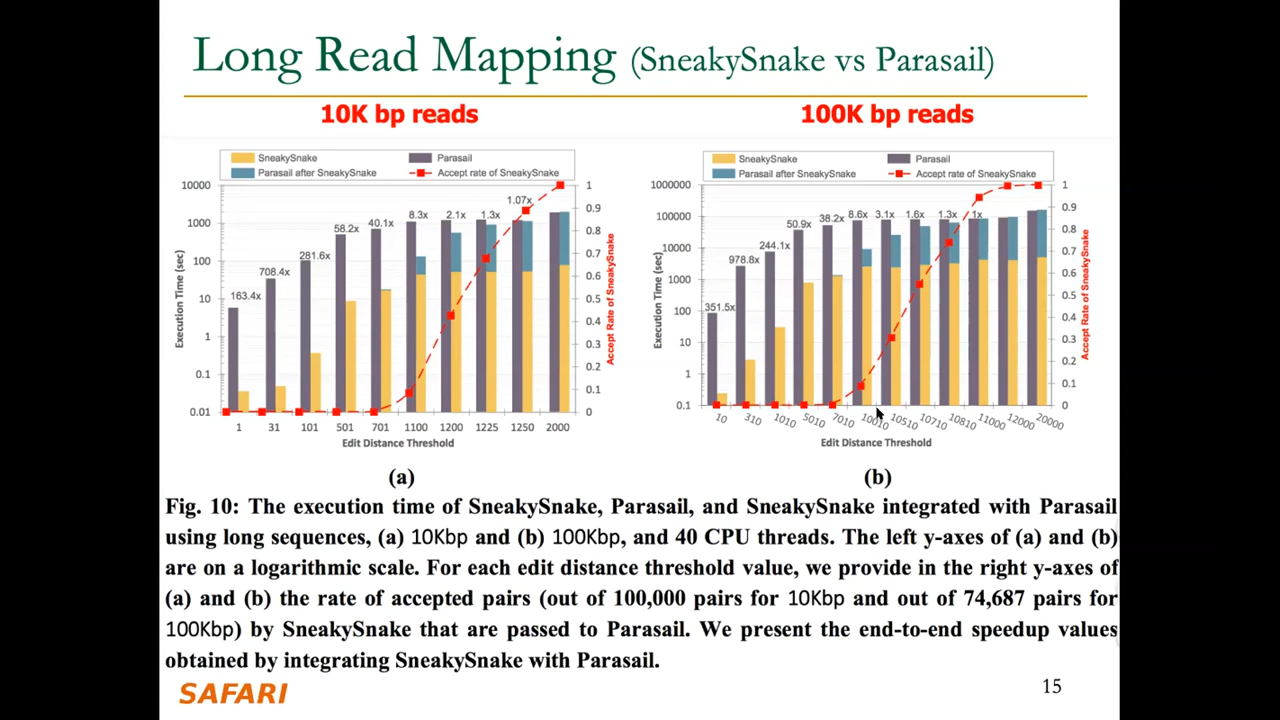 Long Read Mapping (SneakySnake vs Parasail)
10K bp reads
100K bp reads
SneakySnake
Parasail
Parasail after SneakySnake
Accept rate of SneakySnake
10000
1000
100
10
1
0.1
0.01
Execution Time (sec)
163.4x
708.4x
281.6x
58.2x
40.1x
8.3x
2.1x
1.3x
1.07x
1
0.9
0.8
0.7
0.6
0.5
0.4
0.3
0.2
0.1
0
Accept Rate of SneakySnake
1 31 101 501 701 1100 1200 1225 1250 2000
Edit Distance Threshold
(a)
SneakySnake
Parasail
Parasail after SneakySnake
Accept rate of SneakySnake
1000000
100000
10000
1000
100
10
1
0.1
Execution Time (sec)
351.5x
978.8x
244.1x
50.9x
38.2x
8.6x
3.1x
1.6x
1.3x
1x
1
0.9
0.8
0.7
0.6
0.5
0.4
0.3
0.2
0.1
0
Accept Rate of SneakySnake
10 310 1010 5010 7010 10010 10510 10710 10810 11000 12000 20000
Edit Distance Threshold
(b)
Fig. 10: The execution time of SneakySnake, Parasail, and SneakySnake integrated with Parasail
using long sequences, (a) 10Kbp and (b) 100Kbp, and 40 CPU threads. The left y-axes of (a) and (b)
are on a logarithmic scale. For each edit distance threshold value, we provide in the right y-axes of
(a) and (b) the rate of accepted pairs (out of 100,000 pairs for 10Kbp and out of 74,687 pairs for
100Kbp) by SneakySnake that are passed to Parasail. We present the end-to-end speedup values
obtained by integrating SneakySnake with Parasail.
SAFARI
15